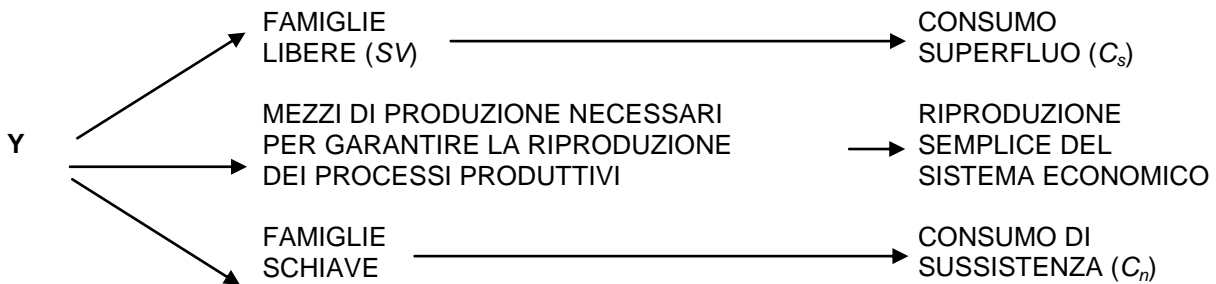 FAMIGLIE
LIBERE (SV)
CONSUMO
SUPERFLUO (Cs)
Y
MEZZI DI PRODUZIONE NECESSARI
PER GARANTIRE LA RIPRODUZIONE
DEI PROCESSI PRODUTTIVI
RIPRODUZIONE
SEMPLICE DEL
SISTEMA ECONOMICO
FAMIGLIE
SCHIAVE
CONSUMO DI
SUSSISTENZA (Cn)